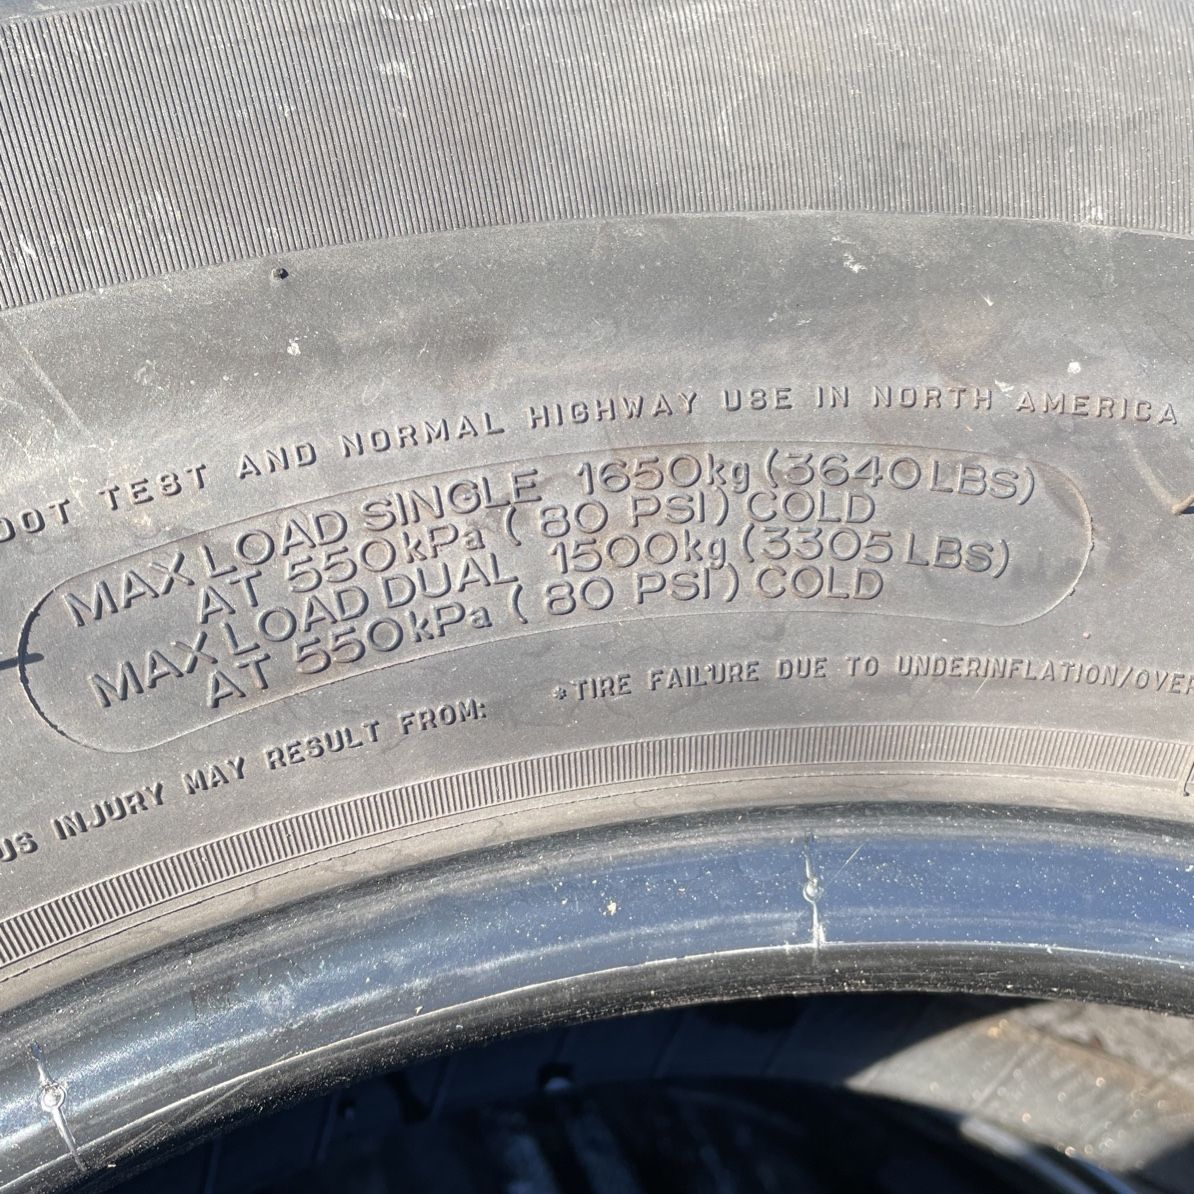 DOT TEST AND NORMAL HIGHWAY USE IN NORTH AMERICA
MAX LOAD SINGLE 1650kg (3640LBS)
AT 550kPa ( 80 PSI) COLD
MAX LOAD DUAL 1500kg (3305LBS)
AT 550kPa ( 80 PSI) COLD
INJURY MAY RESULT FROM: *TIRE FAILURE DUE TO UNDERINFLATION/OVER